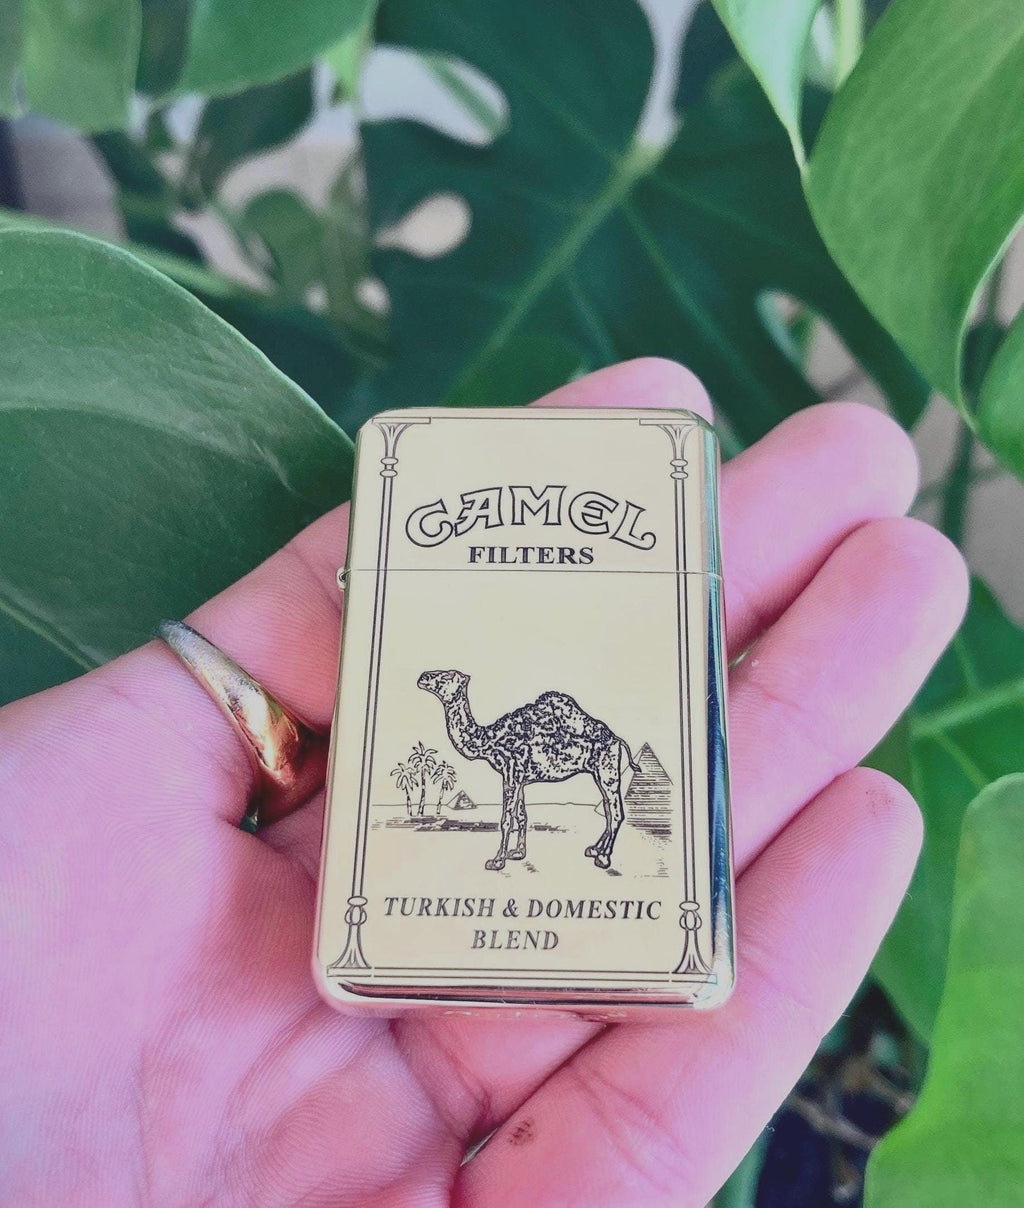 CAMEL
FILTERS
TURKISH & DOMESTIC
BLEND